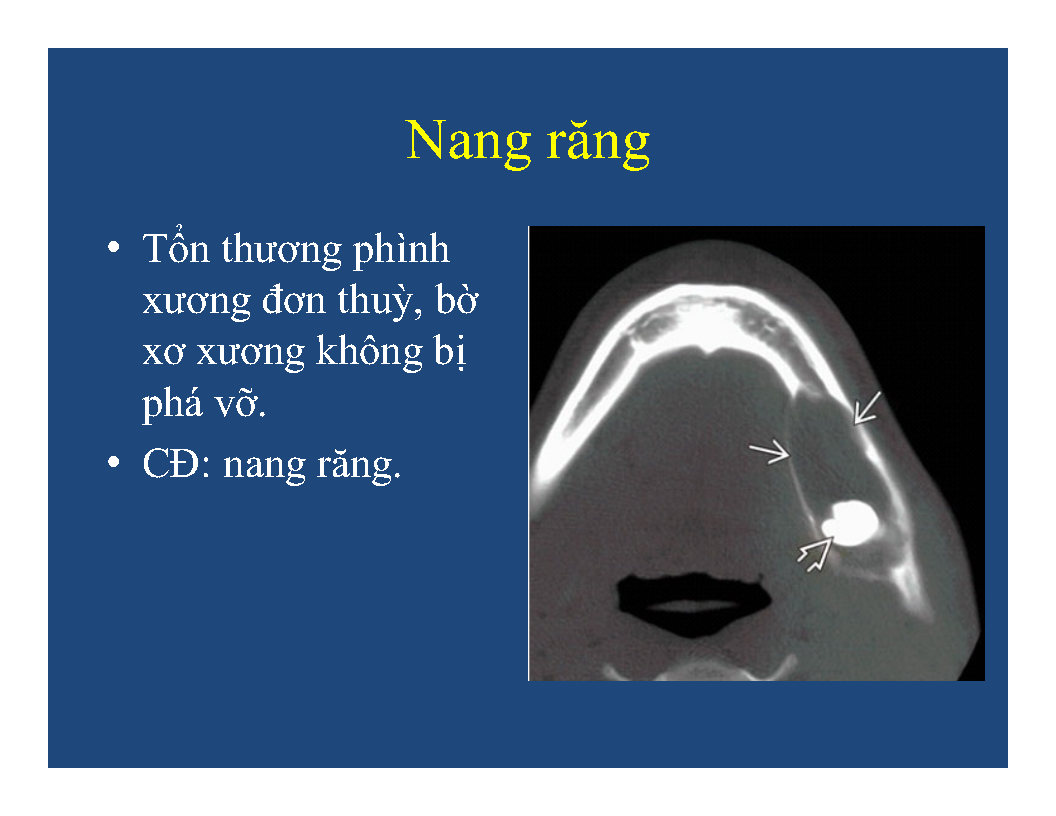 Nang răng
• Tổn thương phình
xương đơn thuỳ, bờ
xơ xương không bị
phá vỡ.
• CĐ: nang răng.